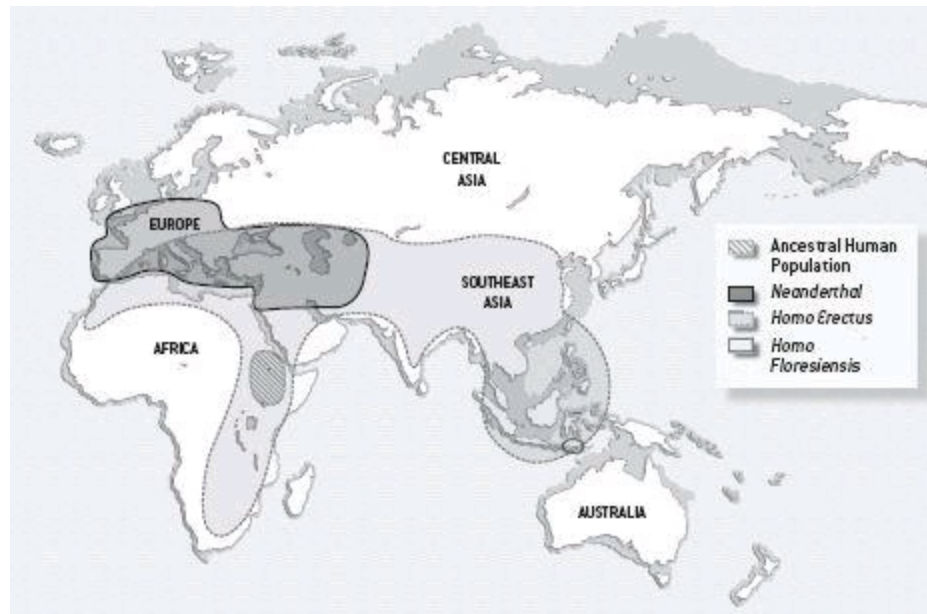 CENTRAL
ASIA
EUROPE
SOUTHEAST
ASIA
AFRICA
AUSTRALIA
Ancestral Human
Population
Neanderthal
Homo Erectus
Homo
Floresiensis